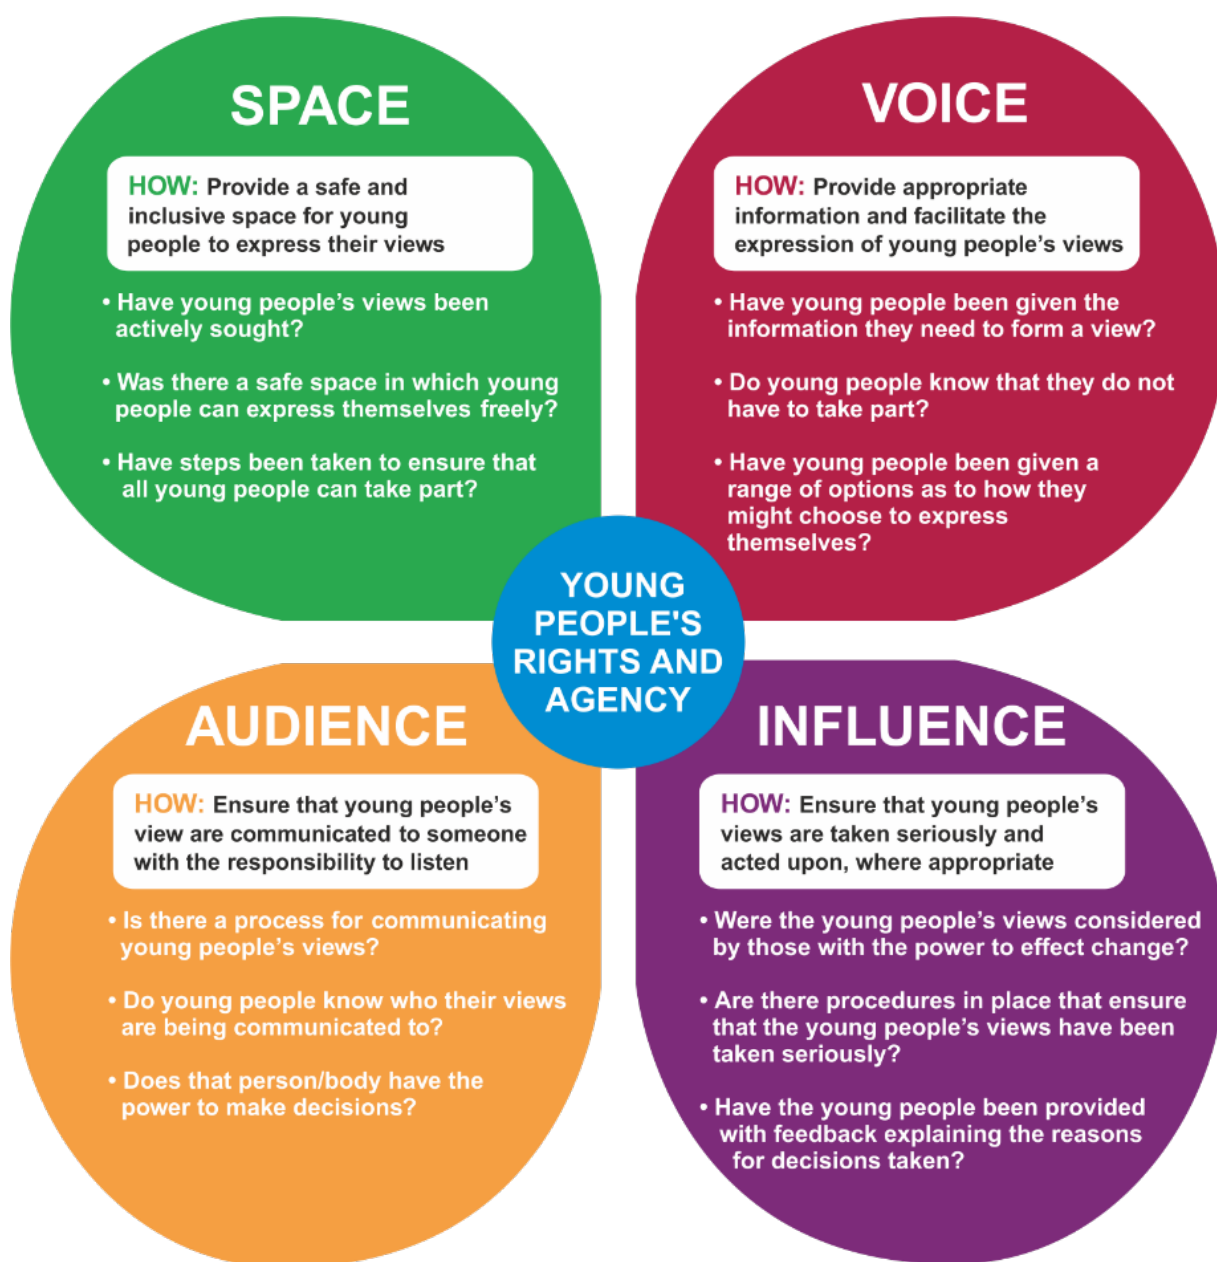 SPACE
HOW: Provide a safe and
inclusive space for young
people to express their views
• Have young people's views been
actively sought?
• Was there a safe space in which young
people can express themselves freely?
• Have steps been taken to ensure that
all young people can take part?
VOICE
HOW: Provide appropriate
information and facilitate the
expression of young people's views
• Have young people been given the
information they need to form a view?
• Do young people know that they do not
have to take part?
• Have young people been given a
range of options as to how they
might choose to express
themselves?
YOUNG
PEOPLE'S
RIGHTS AND
AGENCY
AUDIENCE
HOW: Ensure that young people's
view are communicated to someone
with the responsibility to listen
• Is there a process for communicating
young people's views?
• Do young people know who their views
are being communicated to?
• Does that person/body have the
power to make decisions?
INFLUENCE
HOW: Ensure that young people's
views are taken seriously and
acted upon, where appropriate
• Were the young people's views considered
by those with the power to effect change?
• Are there procedures in place that ensure
that the young people's views have been
taken seriously?
• Have the young people been provided
with feedback explaining the reasons
for decisions taken?